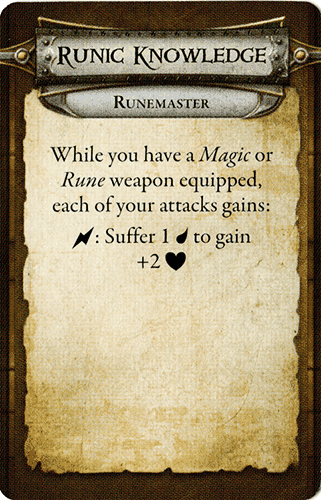 Runic Knowledge
Runemaster
While you have a Magic or
Rune weapon equipped,
each of your attacks gains:
: Suffer 1 to gain
+2